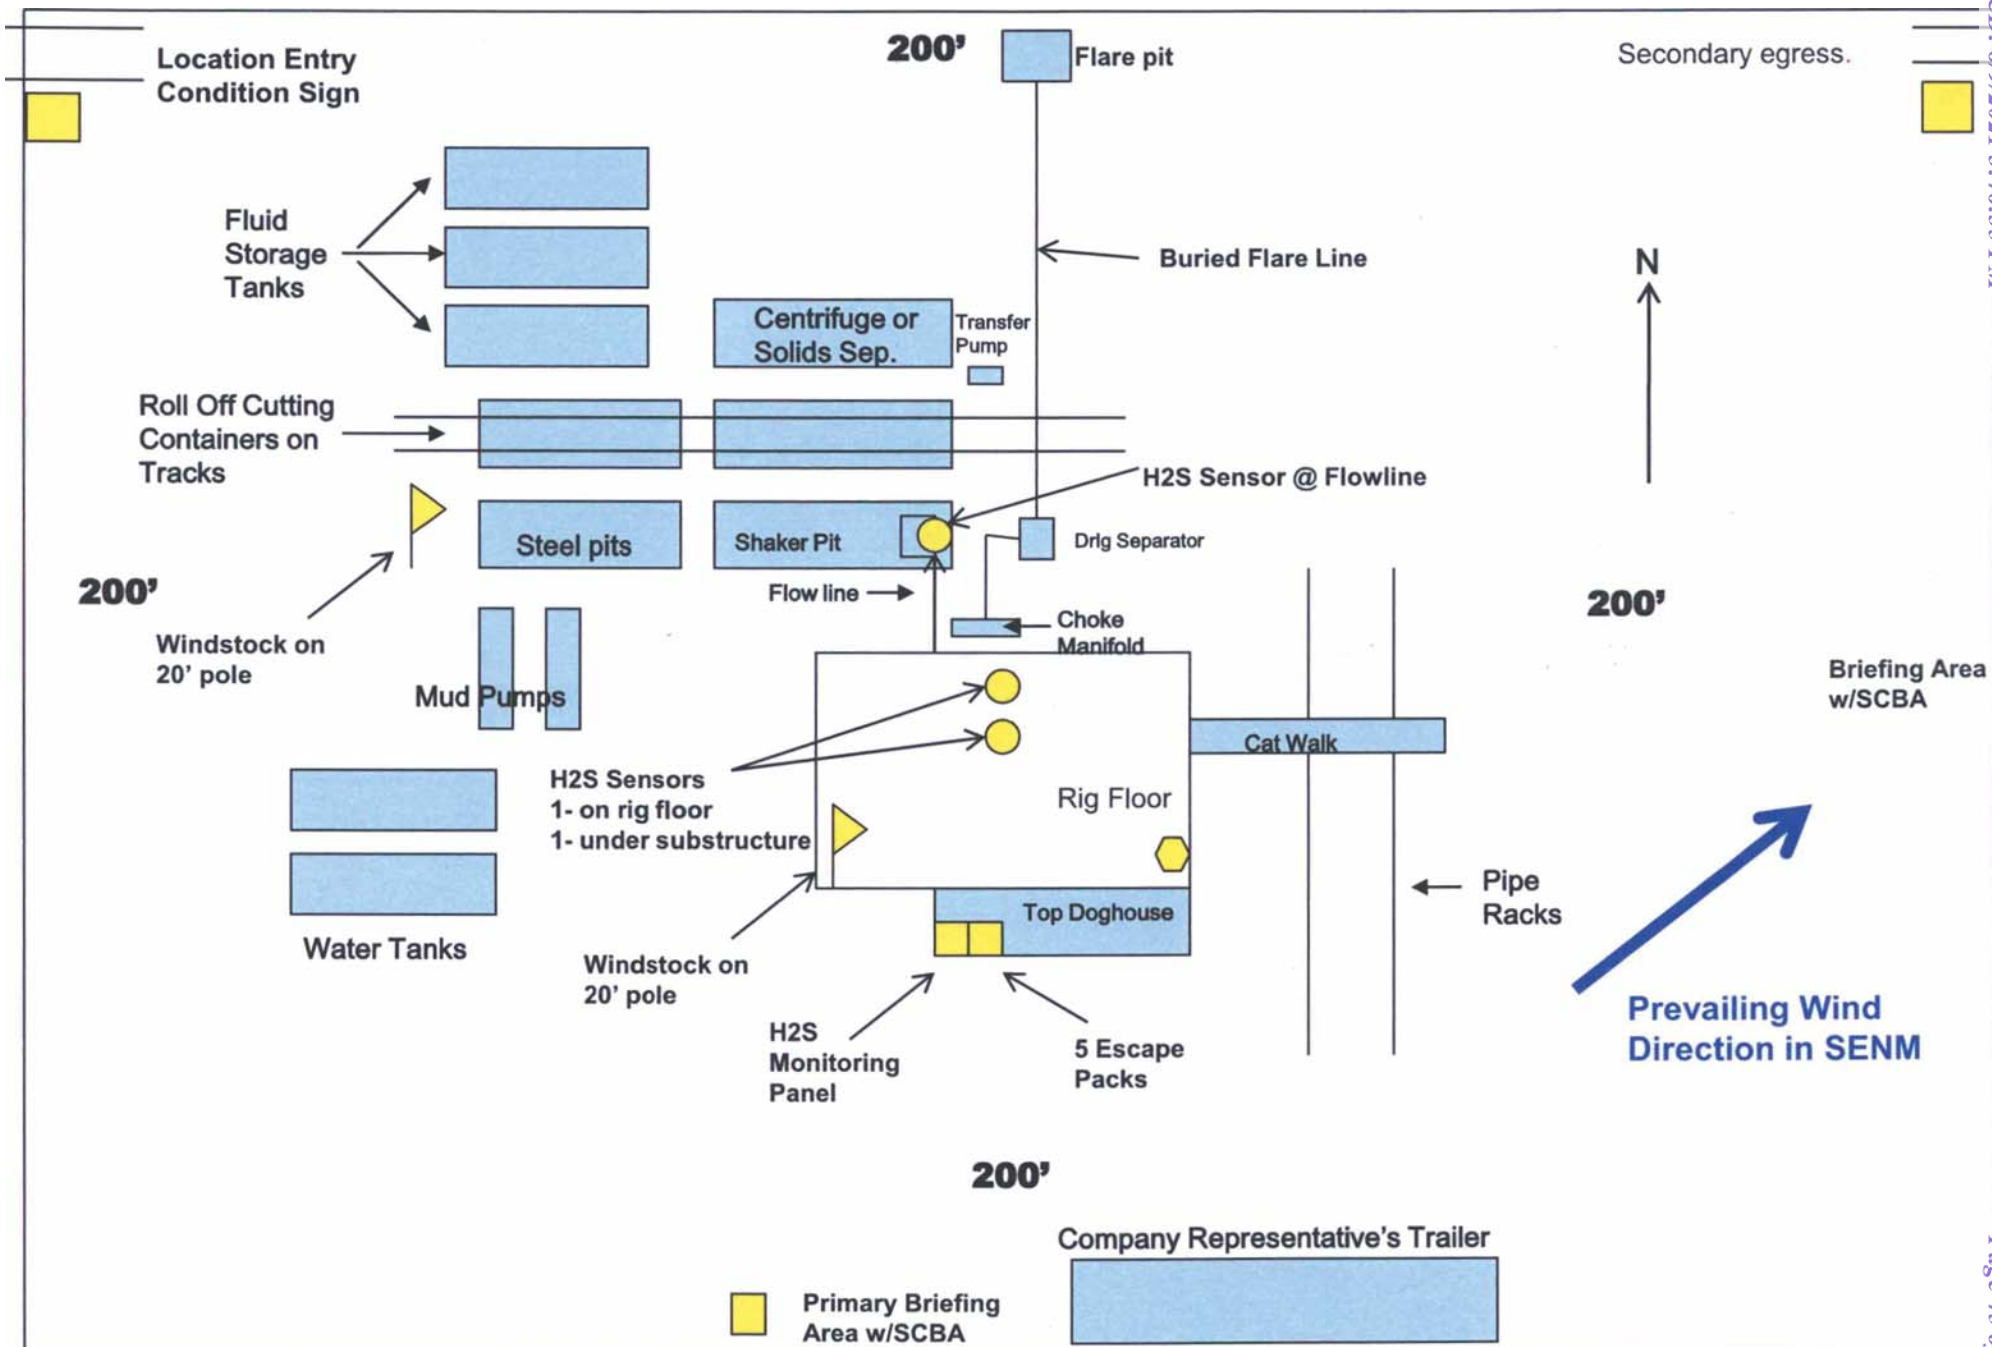 200'
Flare pit
Location Entry
Condition Sign
Secondary egress.
Fluid
Storage
Tanks
Buried Flare Line
N
Centrifuge or
Solids Sep.
Transfer
Pump
Roll Off Cutting
Containers on
Tracks
H2S Sensor @ Flowline
Steel pits
Shaker Pit
Drlg Separator
200'
Flow line
200'
Choke
Manifold
Windstock on
20' pole
Mud Pumps
Briefing Area
w/SCBA
Cat Walk
H2S Sensors
1- on rig floor
1- under substructure
Rig Floor
Pipe
Racks
Top Doghouse
Water Tanks
Windstock on
20' pole
Prevailing Wind
Direction in SENM
H2S
Monitoring
Panel
5 Escape
Packs
200'
Company Representative's Trailer
Primary Briefing
Area w/SCBA